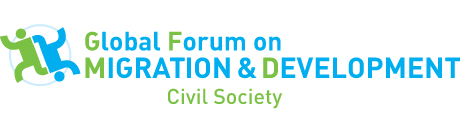 Global Forum on
MIGRATION & DEVELOPMENT
Civil Society